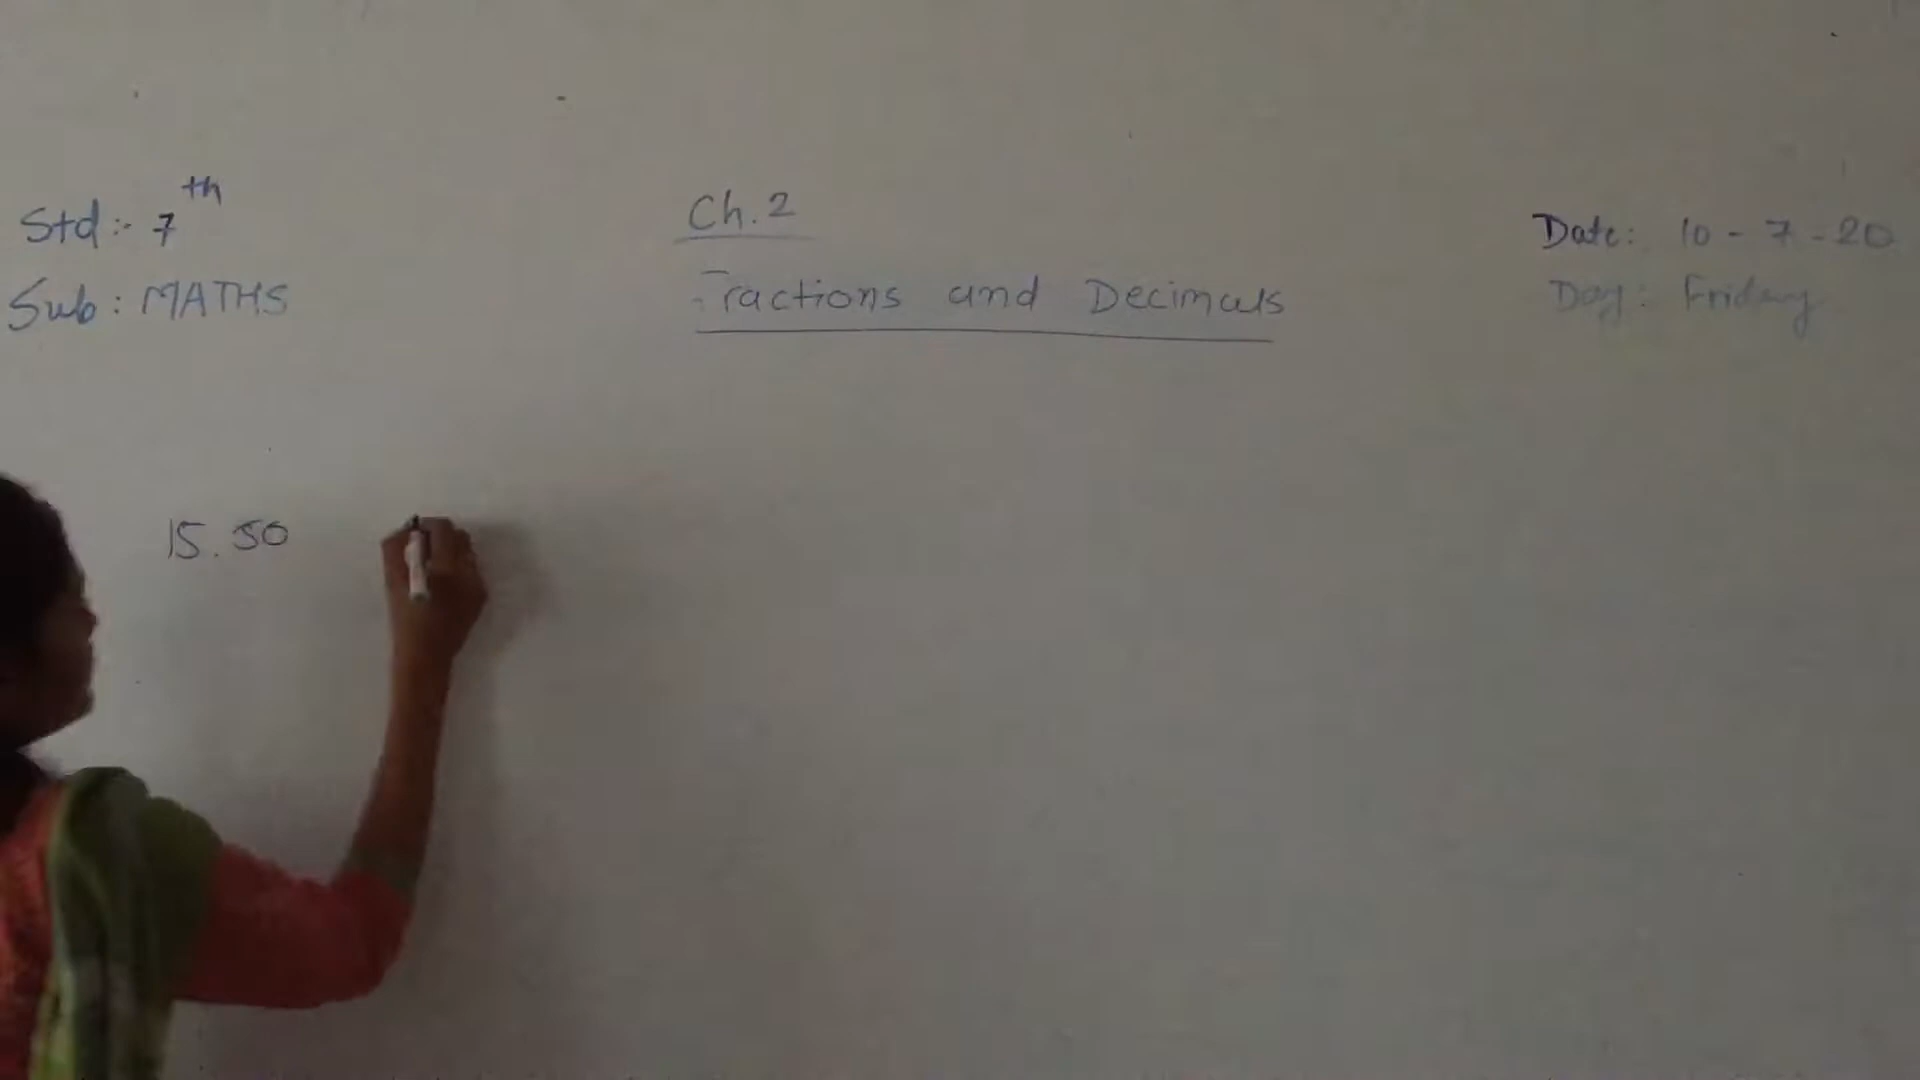 Std:- 7th
Sub: MATHS
Ch. 2
Fractions and Decimals
Date: 10 - 7 - 20
Day: Friday
15.50